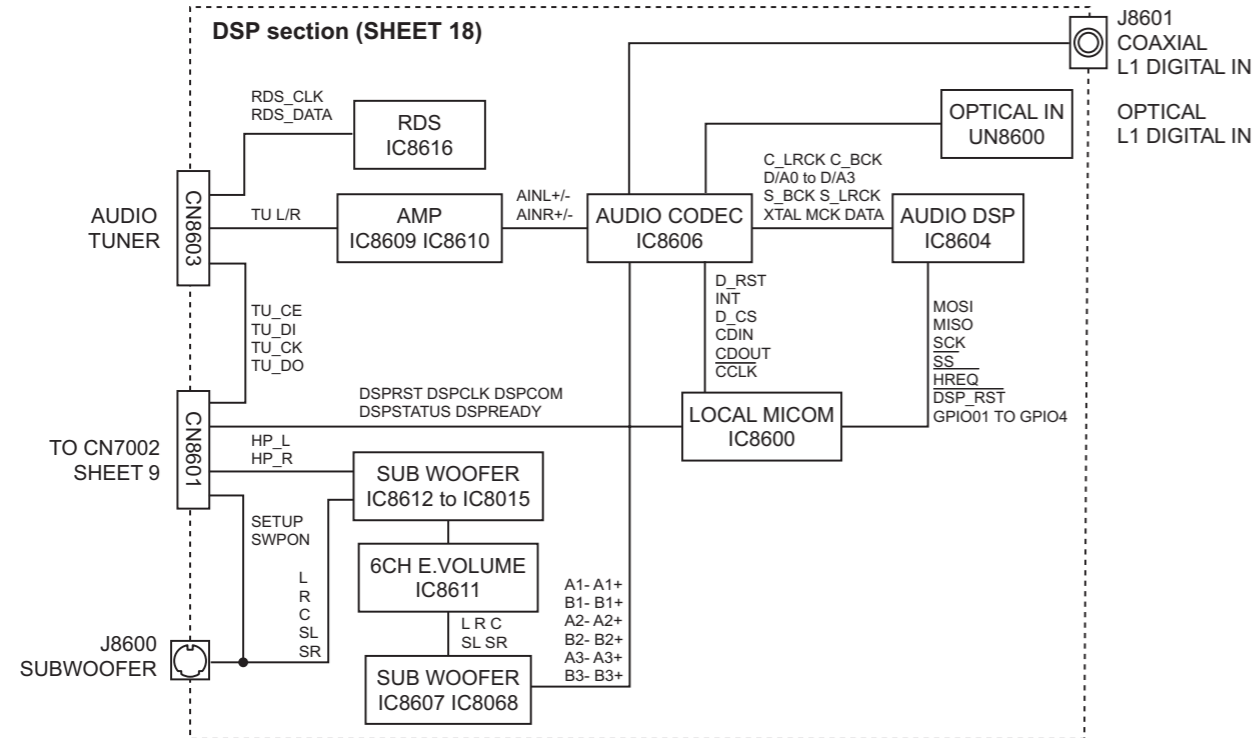 DSP section (SHEET 18)
J8601
COAXIAL
L1 DIGITAL IN
OPTICAL
L1 DIGITAL IN
OPTICAL IN
UN8600
RDS_CLK
RDS_DATA
RDS
IC8616
AUDIO
TUNER
CN8603
TU L/R
AMP
IC8609 IC8610
AINL+/-
AINR+/-
AUDIO CODEC
IC8606
C_LRCK C_BCK
D/A0 to D/A3
S_BCK S_LRCK
XTAL MCK DATA
AUDIO DSP
IC8604
TU_CE
TU_DI
TU_CK
TU_DO
D_RST
INT
D_CS
CDIN
CDOUT
CCLK
MOSI
MISO
SCK
SS
HREQ
DSP_RST
GPIO01 TO GPIO4
TO CN7002
SHEET 9
CN8601
DSPRST DSPCLK DSPCOM
DSPSTATUS DSPREADY
LOCAL MICOM
IC8600
HP_L
HP_R
SUB WOOFER
IC8612 to IC8015
SETUP
SWPON
6CH E.VOLUME
IC8611
L
R
C
SL
SR
L R C
SL SR
A1- A1+
B1- B1+
A2- A2+
B2- B2+
A3- A3+
B3- B3+
J8600
SUBWOOFER
SUB WOOFER
IC8607 IC8068